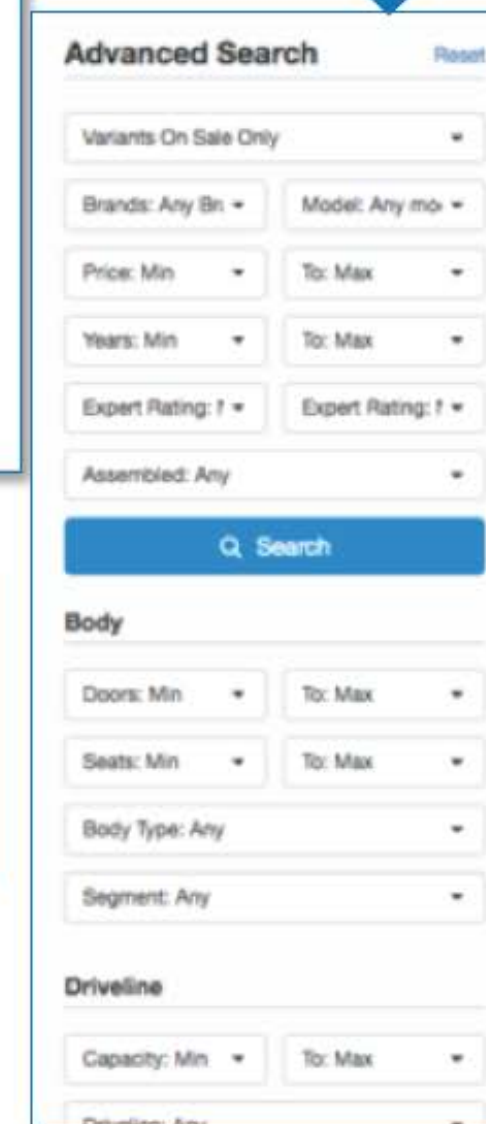 Advanced Search Reset
Variants On Sale Only
Brands: Any Br Model: Any mo
Price: Min To: Max
Years: Min To: Max
Expert Rating: Expert Rating:
Assembled: Any
Search
Body
Doors: Min To: Max
Seats: Min To: Max
Body Type: Any
Segment: Any
Driveline
Capacity: Min To: Max